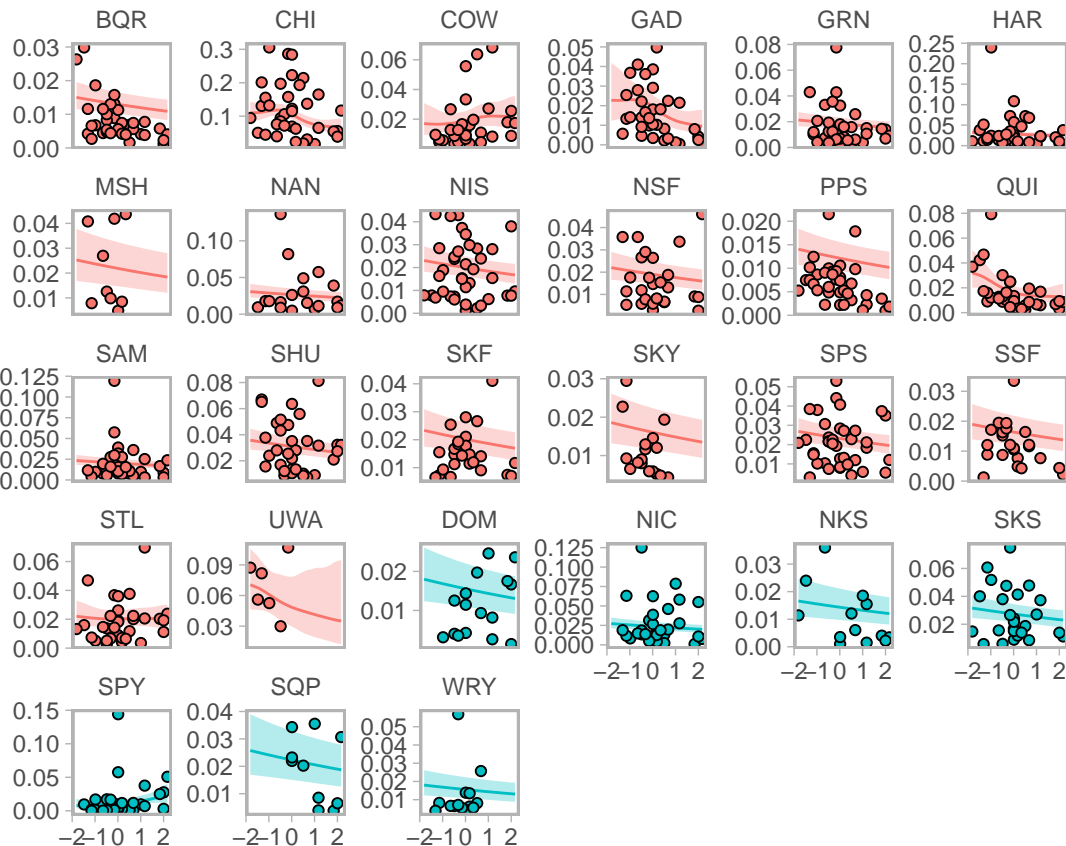 BQR CHI COW GAD GRN HAR
0.03 0.3 0.06 0.05 0.08 0.25
0.02 0.2 0.04 0.04 0.06 0.20
0.01 0.1 0.02 0.03 0.04 0.15
0.00 0.02 0.02 0.10
0.01 0.00 0.05
0.00 0.00
MSH NAN NIS NSF PPS QUI
0.04 0.10 0.04 0.04 0.020 0.08
0.03 0.05 0.03 0.03 0.015 0.06
0.02 0.00 0.02 0.02 0.010 0.04
0.01 0.01 0.01 0.005 0.02
0.00 0.000 0.00
SAM SHU SKF SKY SPS SSF
0.125 0.08 0.04 0.03 0.05 0.03
0.100 0.06 0.03 0.02 0.04 0.02
0.075 0.04 0.02 0.01 0.03 0.01
0.050 0.02 0.01 0.02 0.00
0.025 0.01
0.000
STL UWA DOM NIC NKS SKS
0.06 0.09 0.02 0.125 0.03 0.06
0.04 0.06 0.01 0.100 0.02 0.04
0.02 0.03 0.075 0.01 0.02
0.00 0.050 0.00
0.025
0.000
−2 −1 0 1 2 −2 −1 0 1 2 −2 −1 0 1 2
SPY SQP WRY
0.15 0.04 0.05
0.10 0.03 0.04
0.05 0.02 0.03
0.00 0.01 0.02
0.01
−2 −1 0 1 2 −2 −1 0 1 2 −2 −1 0 1 2